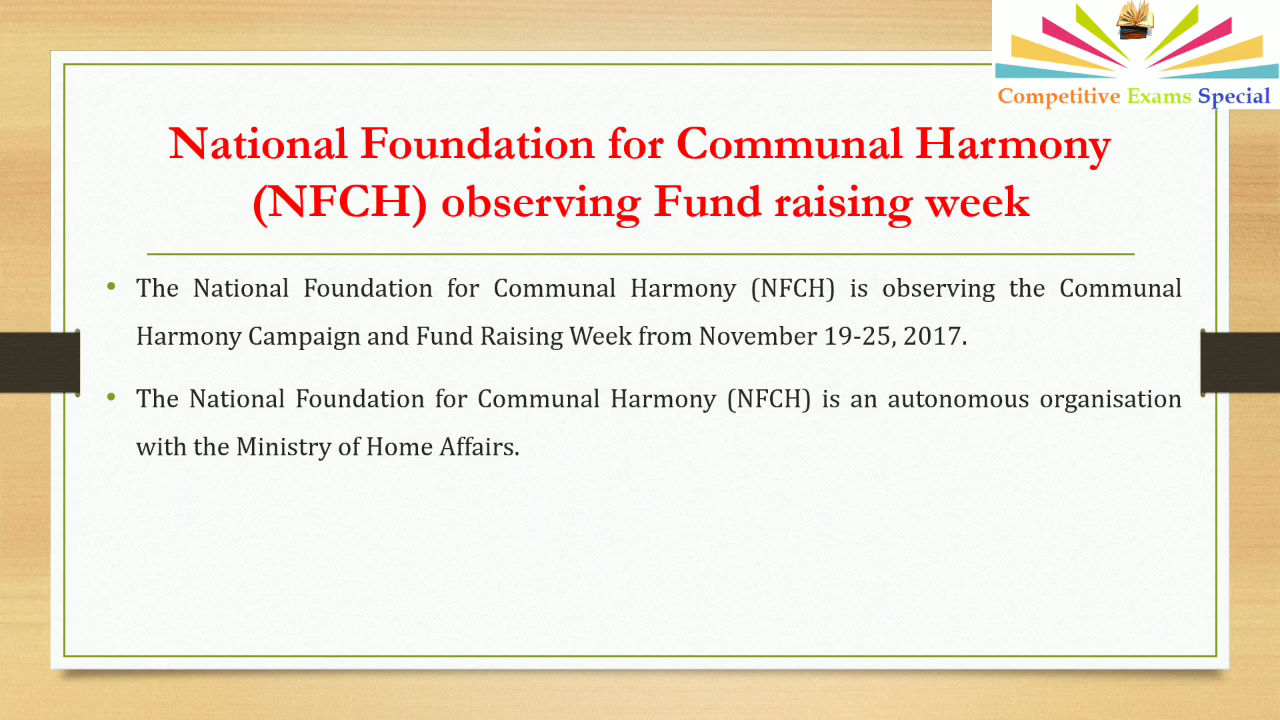 Competitive Exams Special
National Foundation for Communal Harmony
(NFCH) observing Fund raising week
• The National Foundation for Communal Harmony (NFCH) is observing the Communal
Harmony Campaign and Fund Raising Week from November 19-25, 2017.
• The National Foundation for Communal Harmony (NFCH) is an autonomous organisation
with the Ministry of Home Affairs.